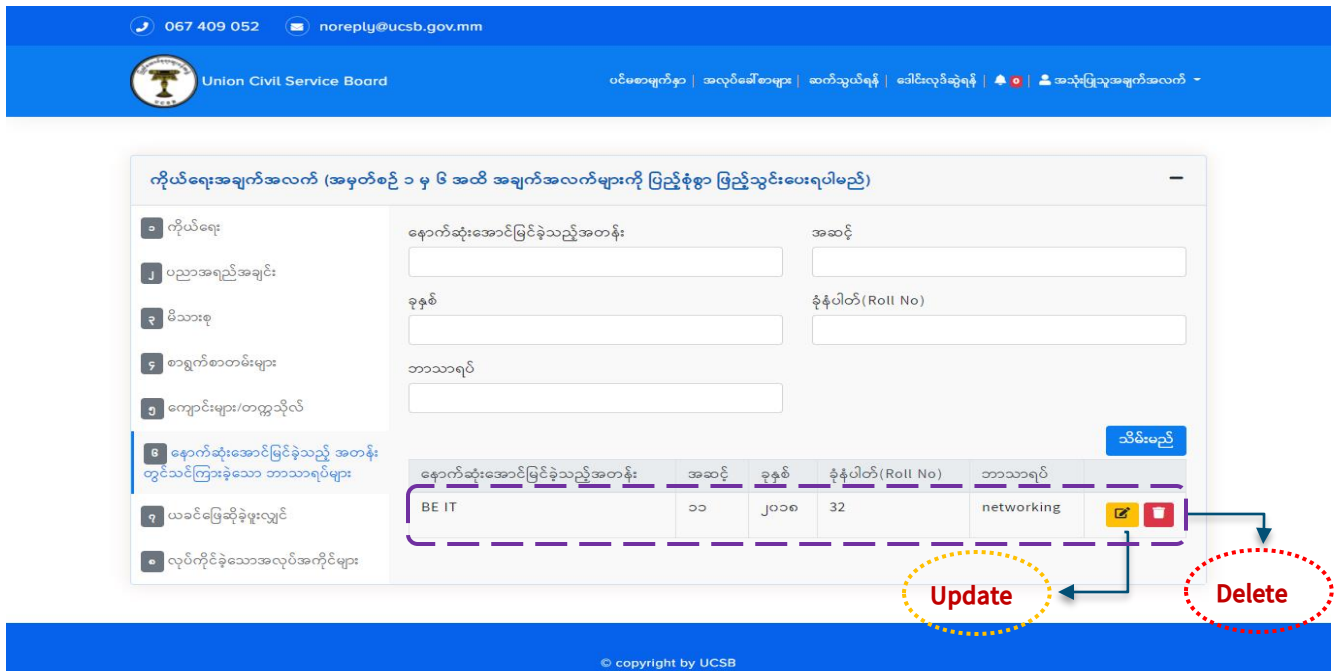 067 409 052 noreply@ucsb.gov.mm
Union Civil Service Board
ပင်မစာမျက်နှာ | အလုပ်ခေါ်စာများ | ဆက်သွယ်ရန် | ဒေါင်းလုဒ်ဆွဲရန် | 0 | အသုံးပြုသူအချက်အလက်
ကိုယ်ရေးအချက်အလက် (အမှတ်စဉ် ၁ မှ ၆ အထိ အချက်အလက်များကို ပြည့်စုံစွာ ဖြည့်သွင်းပေးရပါမည်)
၁ ကိုယ်ရေး
၂ ပညာအရည်အချင်း
၃ မိသားစု
၄ စာရွက်စာတမ်းများ
၅ ကျောင်းများ/တက္ကသိုလ်
၆ နောက်ဆုံးအောင်မြင်ခဲ့သည့် အတန်း
တွင်သင်ကြားခဲ့သော ဘာသာရပ်များ
၇ ယခင်ဖြေဆိုခဲ့ဖူးလျှင်
၈ လုပ်ကိုင်ခဲ့သောအလုပ်အကိုင်များ
နောက်ဆုံးအောင်မြင်ခဲ့သည့်အတန်း အဆင့်
ခုနှစ် ခုံနံပါတ်(Roll No)
ဘာသာရပ်
သိမ်းမည်
နောက်ဆုံးအောင်မြင်ခဲ့သည့်အတန်း အဆင့် ခုနှစ် ခုံနံပါတ်(Roll No) ဘာသာရပ်
BE IT ၁၁ ၂၀၁၈ 32 networking
Update Delete
© copyright by UCSB